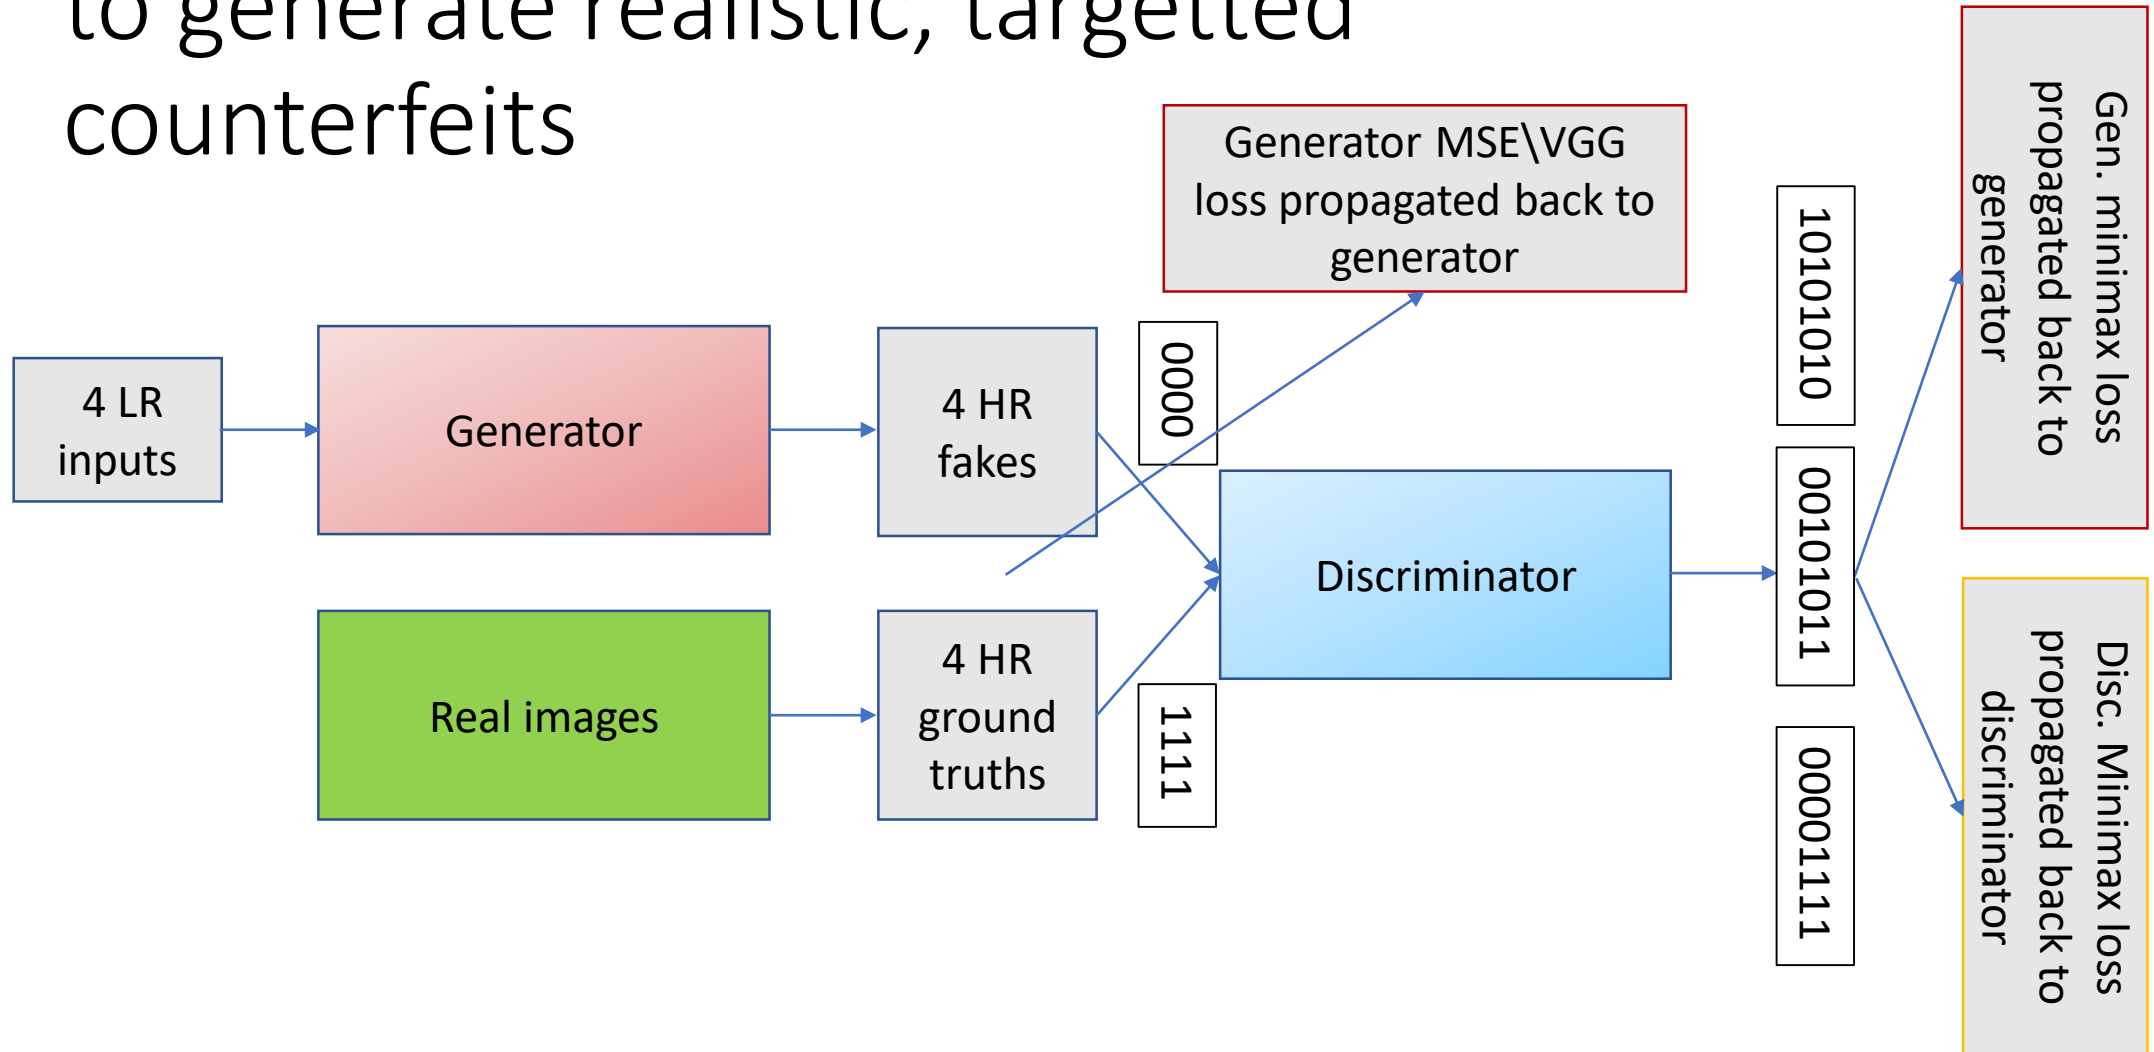 to generate realistic, targetted
counterfeits
Generator MSE\VGG
loss propagated back to
generator
Gen. minimax loss
propagated back to
generator
10101010
0000
4 LR
inputs
Generator
4 HR
fakes
00101011
Discriminator
Real images
4 HR
ground
truths
1111
00001111
Disc. Minimax loss
propagated back to
discriminator